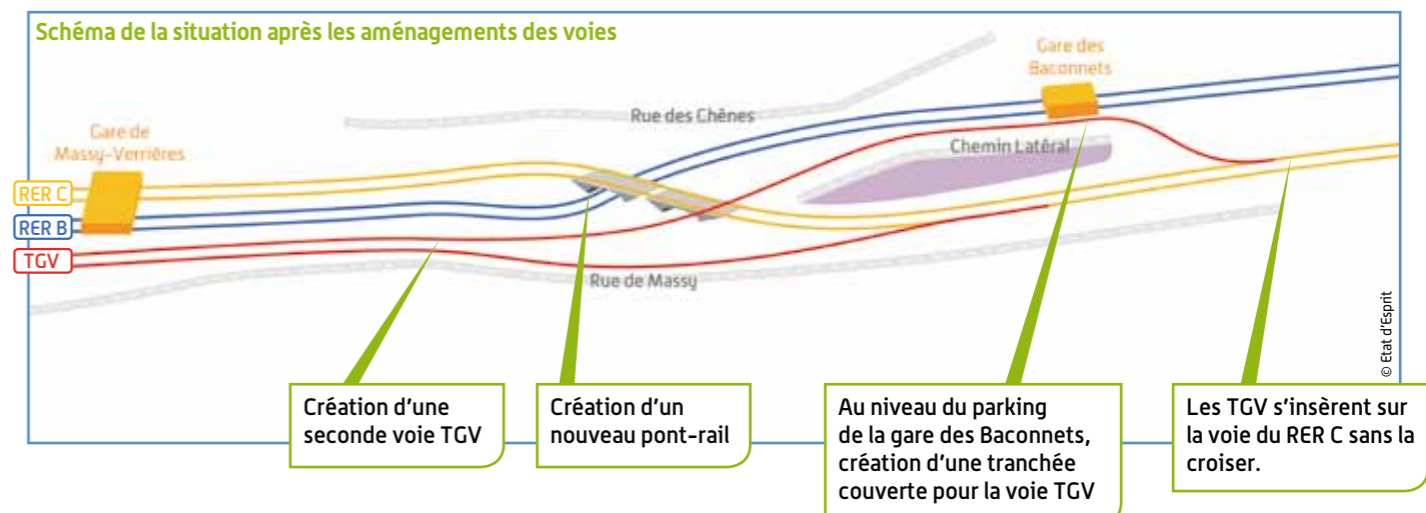 Schéma de la situation après les aménagements des voies
Gare des
Baconnets
Rue des Chênes
Gare de
Massy-Verrières
Chemin Latéral
RER C
RER B
TGV
Rue de Massy
© Etat d'Esprit
Création d'une
seconde voie TGV
Création d'un
nouveau pont-rail
Au niveau du parking
de la gare des Baconnets,
création d'une tranchée
couverte pour la voie TGV
Les TGV s'insèrent sur
la voie du RER C sans la
croiser.